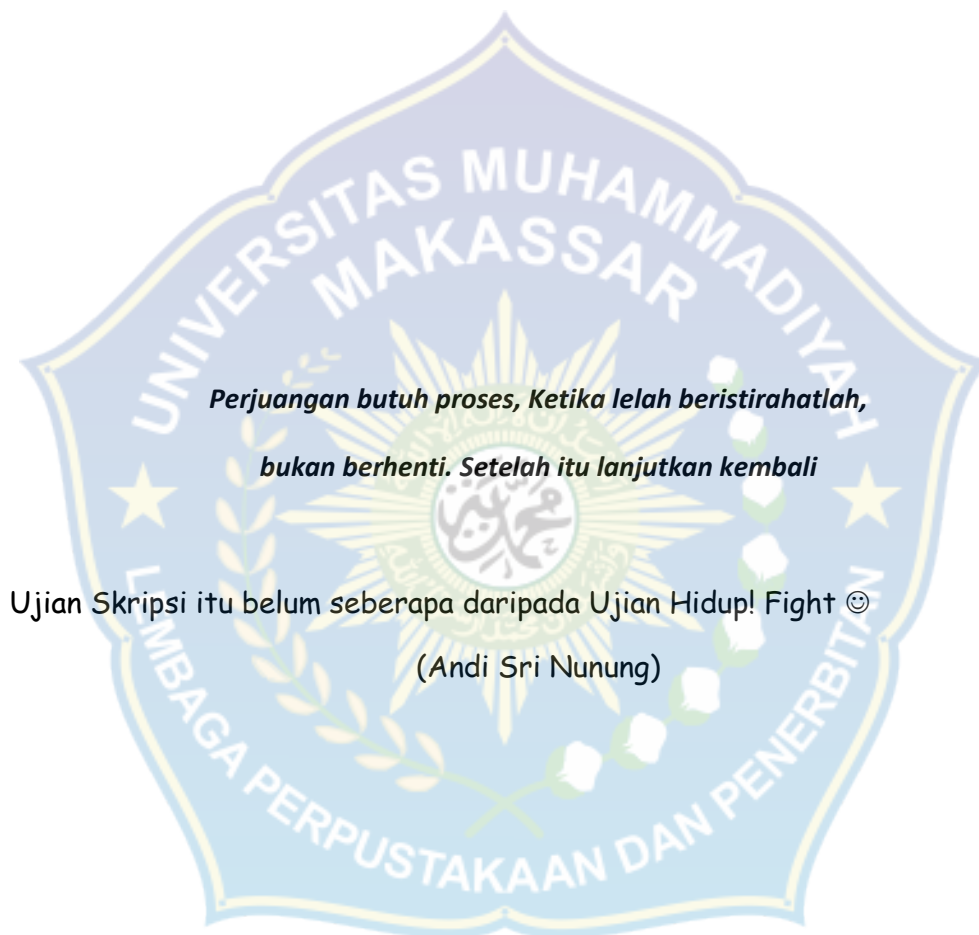 UNIVERSITAS MUHAMMADIYAH
MAKASSAR
Perjuangan butuh proses, Ketika lelah beristirahatlah,
bukan berhenti. Setelah itu lanjutkan kembali
Ujian Skripsi itu belum seberapa daripada Ujian Hidup! Fight ☺
(Andi Sri Nunung)
LEMBAGA PERPUSTAKAAN DAN PENERBITAN